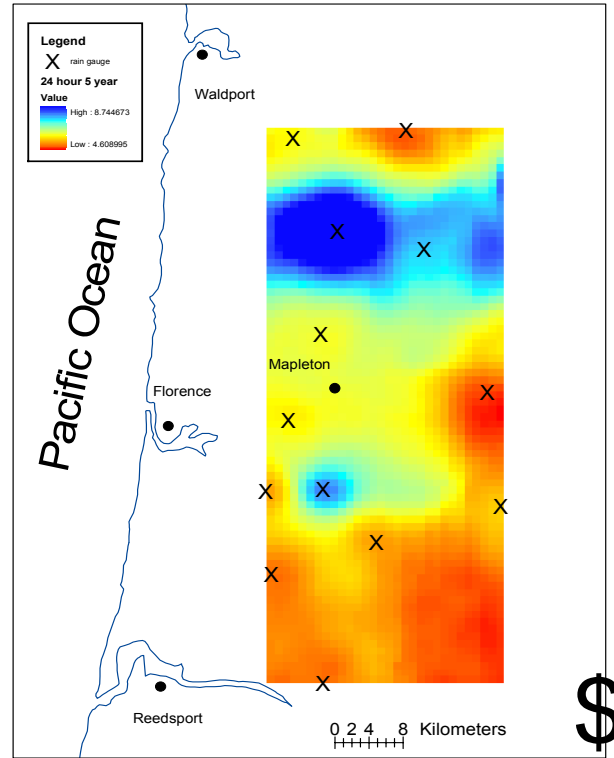 Legend
X rain gauge
24 hour 5 year
Value
High : 8.744673
Low : 4.608995
Waldport
X X
X X
Pacific Ocean
X
Mapleton
Florence
X
X
X X
X
X
X
X
Reedsport
0 2 4 8 Kilometers
$